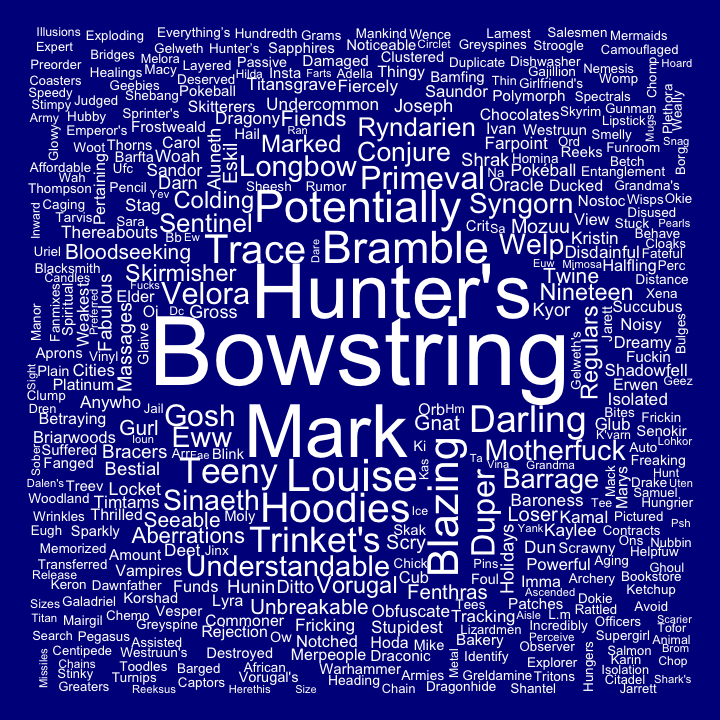 Illusions
Exploding
Everything's
Hundredth
Grams
Mankind
Wence
Lamest
Salesmen
Mermaids
Expert
Bridges
Gelweth
Hunter's
Sapphires
Noticeable
Circlet
Greyspines
Stroogle
Camouflaged
Preorder
Melora
Layered
Passive
Damaged
Clustered
Duplicate
Dishwasher
Nemesis
Hoard
Coasters
Healings
Macy
Deserved
Hilda
Insta
Farts
Adella
Thingy
Bamfing
Thin
Gajillion
Girlfriend's
Womp
Chomp
Speedy
Geebies
Shebang
Pokeball
Titansgrave
Fiercely
Saundor
Polymorph
Spectrals
Stimpy
Judged
Skitterers
Undercommon
Joseph
Chocolates
Skyrim
Gunman
Plethora
Weakly
Army
Hubby
Sprinter's
Dragony
Fiends
Ryndarien
Ivan
Westruun
Smelly
Lipstick
Mugs
Glowy
Emperor's
Frostweald
Hail
Ran
Marked
Conjure
Farpoint
Ord
Funroom
Snag
Woot
Thorns
Carol
Aluneth
Eskil
Longbow
Shrak
Homina
Reeks
Betch
Borg
Affordable
Barfta
Woah
Primeval
Na
Pokéball
Entanglement
Wah
Ufc
Sandor
Sheesh
Rumor
Oracle
Ducked
Grandma's
Thompson
Pertaining
Pencil
Yev
Darn
Colding
Potentially
Syngorn
Nostoc
Wisps
Okie
Caging
Stag
Disused
Inward
Tarvis
Sara
Sentinel
Crit
Sa
Mozuu
View
Stuck
Pearls
Thereabouts
Bb
Ew
Trace
Dare
Bramble
Welp
Kristin
Behave
Cloaks
Uriel
Bloodseeking
Disdainful
Fateful
Blacksmith
Skirmisher
Hunter's
Euw
Mimosa
Halfling
Perc
Candles
Fucks
Velora
Twine
Distance
Fanmixes
Spiritual
Weakest
Preferred
Fabulous
Elder
Nineteen
Xena
Manor
Oj
Dc
Gross
Kyor
Succubus
Vinyl
Massages
Glaive
Bowstring
Gelweth's
Regulars
Jarett
Noisy
Bulges
Aprons
Dreamy
Sight
Plain
Cities
Fuckin
Platinum
Shadowfell
Geez
Clump
Anywho
Erwen
Dren
Jail
Gosh
Mark
Orb
Hm
Darling
Isolated
Betraying
Gurl
Gnat
Bites
Frickin
Briarwoods
Ioun
Eww
Glub
K'varn
Senokir
Sober
Suffered
Bracers
Arr
Eae
Blink
Ki
Motherfuck
Auto
Lohkor
Fanged
Bestial
Teeny
Louise
Kas
Blazing
Ta
Vina
Grandma
Freaking
Dalen's
Treev
Locket
Barrage
Mack
Marys
Hunt
Drake
Uten
Woodland
Timtams
Sinaeth
Hoodies
Duper
Baroness
Tee
Samuel
Wrinkles
Thrilled
Seeable
Moly
Ice
Loser
Kamal
Pictured
Hungrier
Eugh
Sparkly
Aberrations
Trinket's
Skak
Yank
Kaylee
Contracts
Psh
Memorized
Amount
Deet
Jinx
Scry
Holidays
Dun
Scrawny
Ons
Nubbin
Transferred
Vampires
Understandable
Chick
Pins
Powerful
Aging
Helpfuw
Release
Dawnfather
Funds
Hunin
Ditto
Vorugal
Cub
Foul
Imma
Archery
Bookstore
Ghoul
Keron
Fenthras
Ascended
Ketchup
Sizes
Galadriel
Korshad
Lyra
Unbreakable
Obfuscate
Tees
Patches
Dokie
Avoid
Titan
Mairgil
Chemo
Vesper
Commoner
Tracking
Aisle
L.m
Rattled
Officers
Scarier
Greyspine
Fricking
Stupidest
Lizardmen
Incredibly
Supergirl
Tofor
Search
Pegasus
Assisted
Rejection
Ow
Notched
Hoda
Mike
Bakery
Perceive
Animal
Centipede
Westruun's
Destroyed
Merpeople
Draconic
Metal
Identify
Observer
Hungers
Salmon
Brom
Missiles
Chains
Toodles
Barged
African
Warhammer
Explorer
Karin
Chop
Stinky
Turnips
Captors
Vorugal's
Heading
Armies
Greldamine
Tritons
Isolation
Citadel
Shark's
Greaters
Reeksus
Herethis
Size
Chain
Dragonhide
Shantel
Jarrett